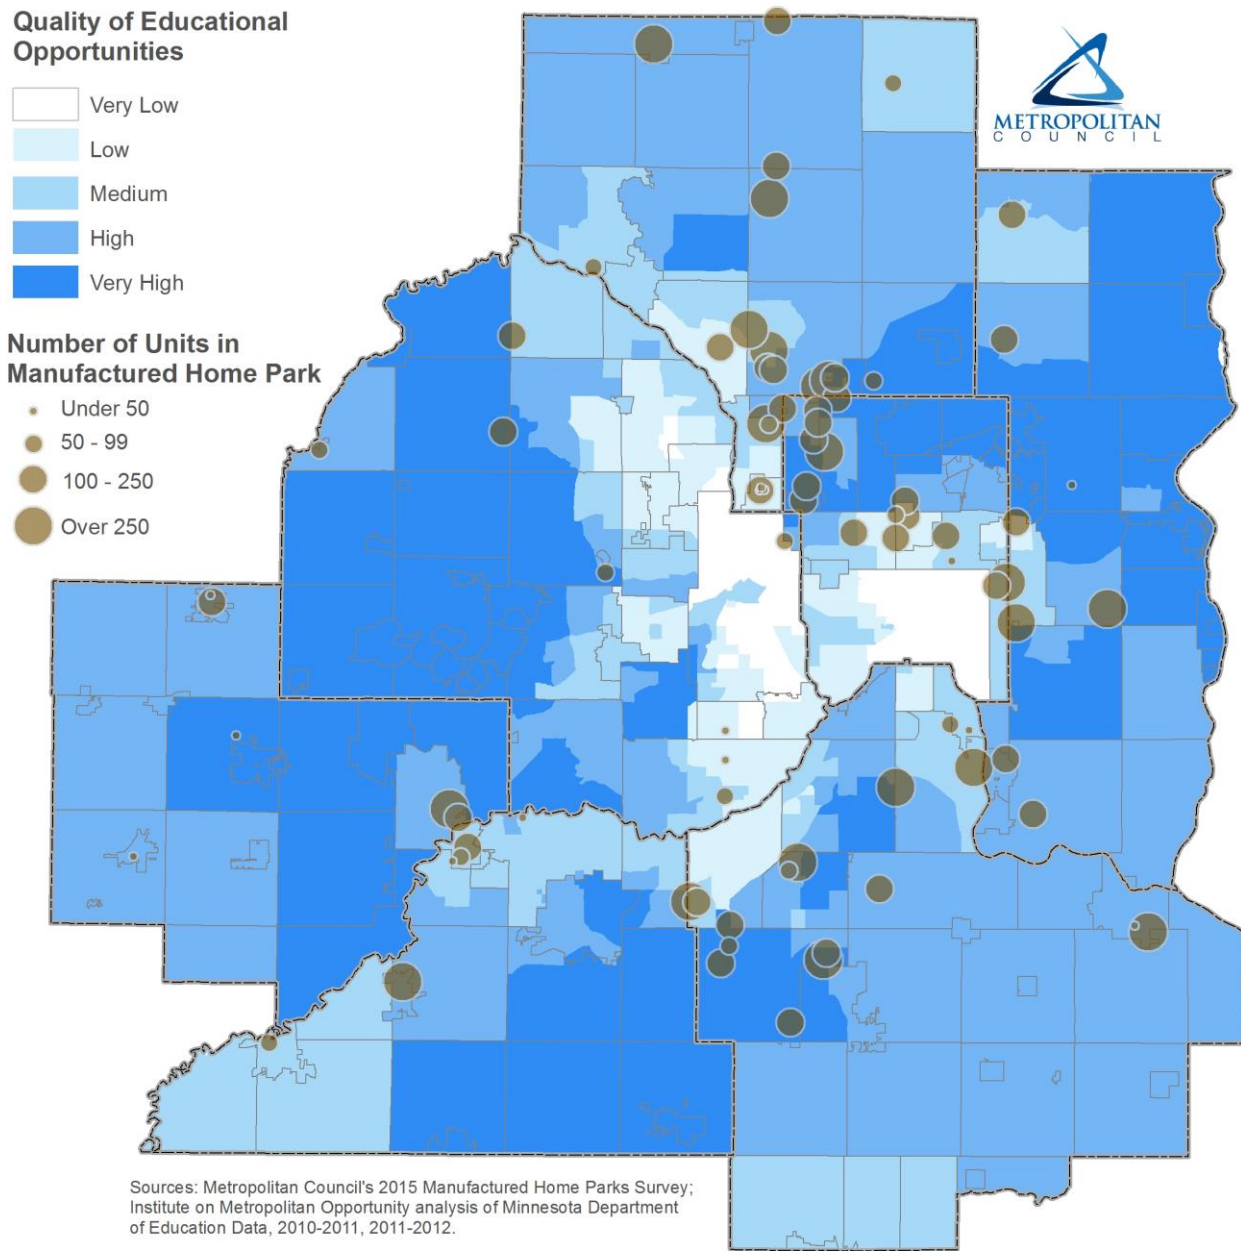 Quality of Educational
Opportunities
Very Low
Low
Medium
High
Very High
Number of Units in
Manufactured Home Park
Under 50
50 - 99
100 - 250
Over 250
METROPOLITAN
COUNCIL
Sources: Metropolitan Council's 2015 Manufactured Home Parks Survey;
Institute on Metropolitan Opportunity analysis of Minnesota Department
of Education Data, 2010-2011, 2011-2012.